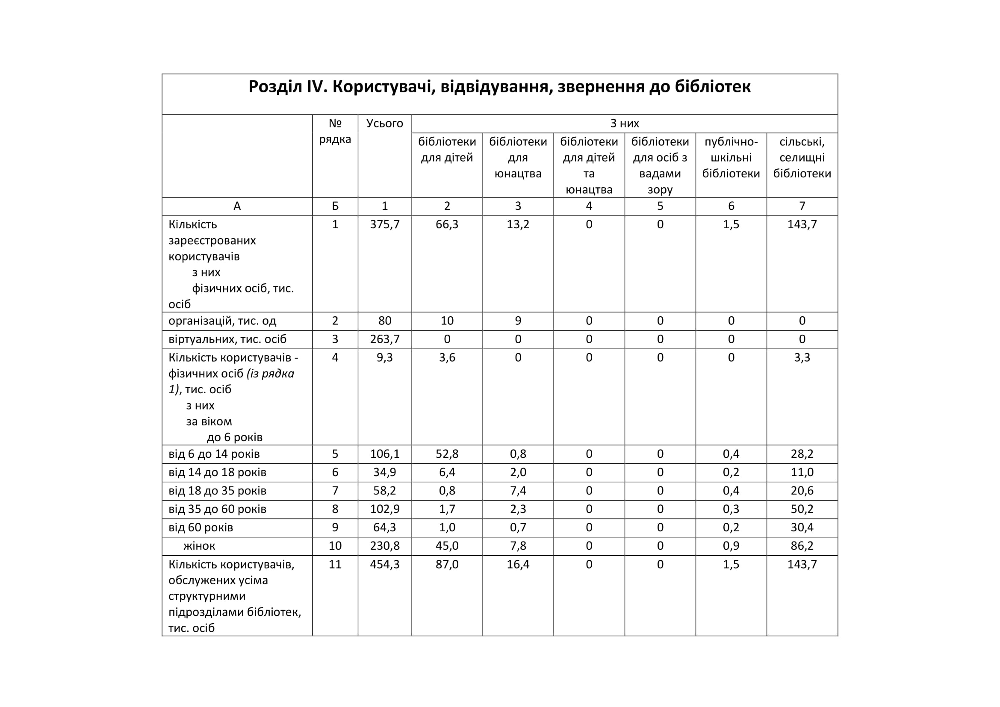 Розділ IV. Користувачі, відвідування, звернення до бібліотек
№ рядка Усього З них
бібліотеки для дітей бібліотеки для юнацтва бібліотеки для дітей та юнацтва бібліотеки для осіб з вадами зору публічно-шкільні бібліотеки сільські, селищні бібліотеки
А Б 1 2 3 4 5 6 7
Кількість 1 375,7 66,3 13,2 0 0 1,5 143,7
зареєстрованих
користувачів
з них
фізичних осіб, тис.
осіб
організацій, тис. од 2 80 10 9 0 0 0 0
віртуальних, тис. осіб 3 263,7 0 0 0 0 0 0
Кількість користувачів - 4 9,3 3,6 0 0 0 0 3,3
фізичних осіб (із рядка
1), тис. осіб
з них
за віком
до 6 років
від 6 до 14 років 5 106,1 52,8 0,8 0 0 0,4 28,2
від 14 до 18 років 6 34,9 6,4 2,0 0 0 0,2 11,0
від 18 до 35 років 7 58,2 0,8 7,4 0 0 0,4 20,6
від 35 до 60 років 8 102,9 1,7 2,3 0 0 0,3 50,2
від 60 років 9 64,3 1,0 0,7 0 0 0,2 30,4
жінок 10 230,8 45,0 7,8 0 0 0,9 86,2
Кількість користувачів, 11 454,3 87,0 16,4 0 0 1,5 143,7
обслужених усіма
структурними
підрозділами бібліотек,
тис. осіб